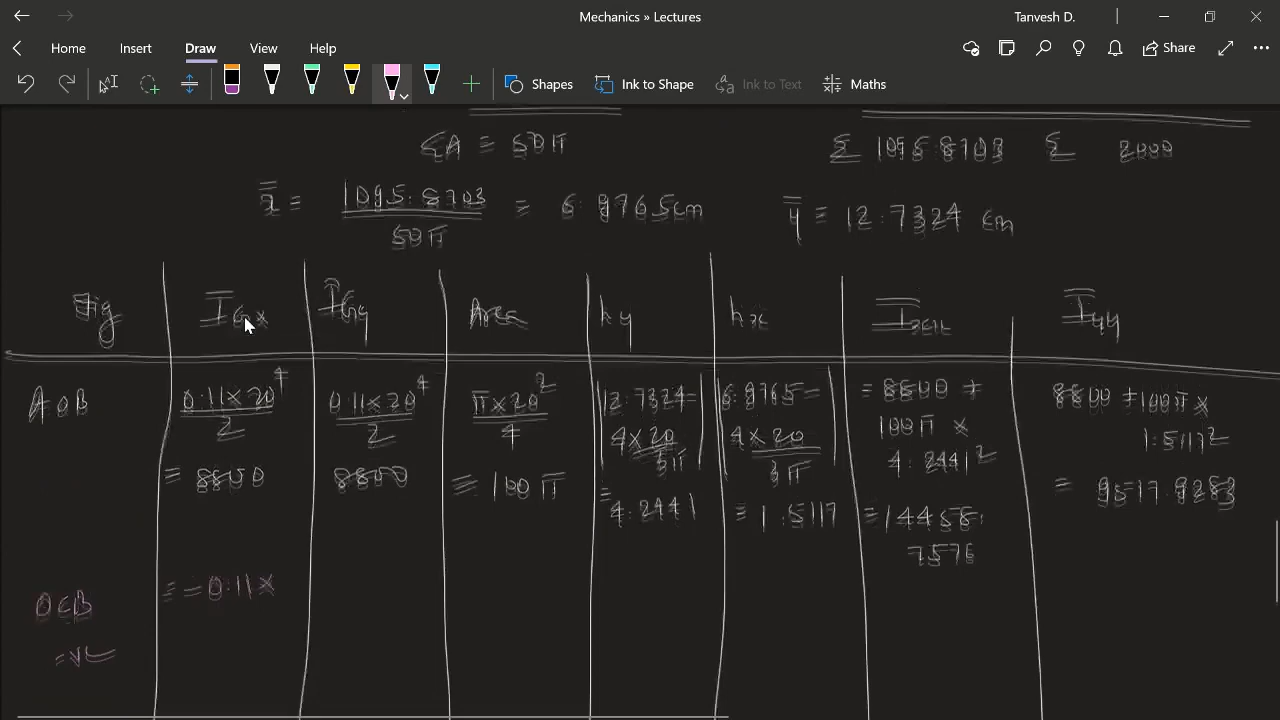 Mechanics » Lectures
Tanvesh D.
Home Insert Draw View Help
Share
Shapes
Ink to Shape
Ink to Text
Maths
ΣA = 50π
Σ 1095.8703 Σ 2000
x̄ = 1095.8703 / 50π = 6.9765cm
ȳ = 12.7324 cm
Fig IGx IGy Area hy hx Ixx Iyy
AOB
0.11×20⁴ / 2
= 8800
0.11×20⁴ / 2
8800
π×20² / 4
= 100π
|12.7324 - 4×20 / 3π|
= 4.2441
|6.9765 - 4×20 / 3π|
= 1.5117
= 8800 +
100π ×
4.2441²
= 14458.
7576
8800 + 100π ×
1.5117²
= 9517.9283
OCB
-ve
= -0.11×